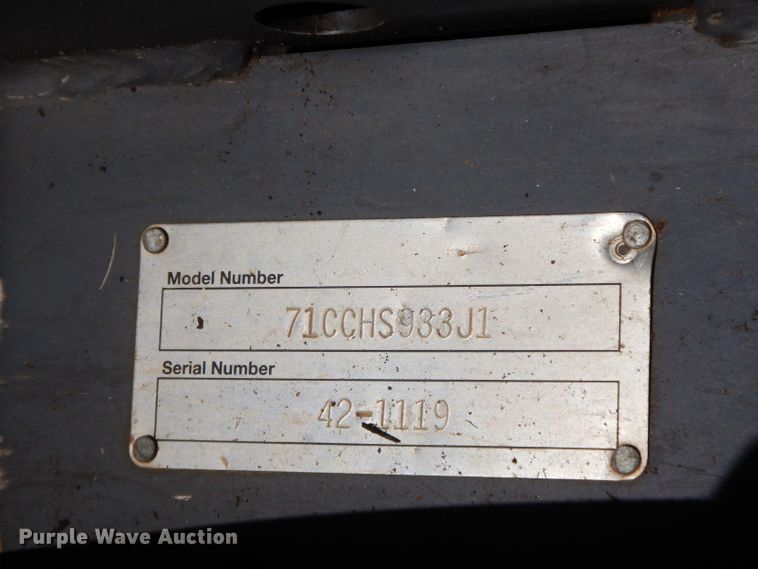 Model Number
71CCHS933J1
Serial Number
42-1119
Purple Wave Auction